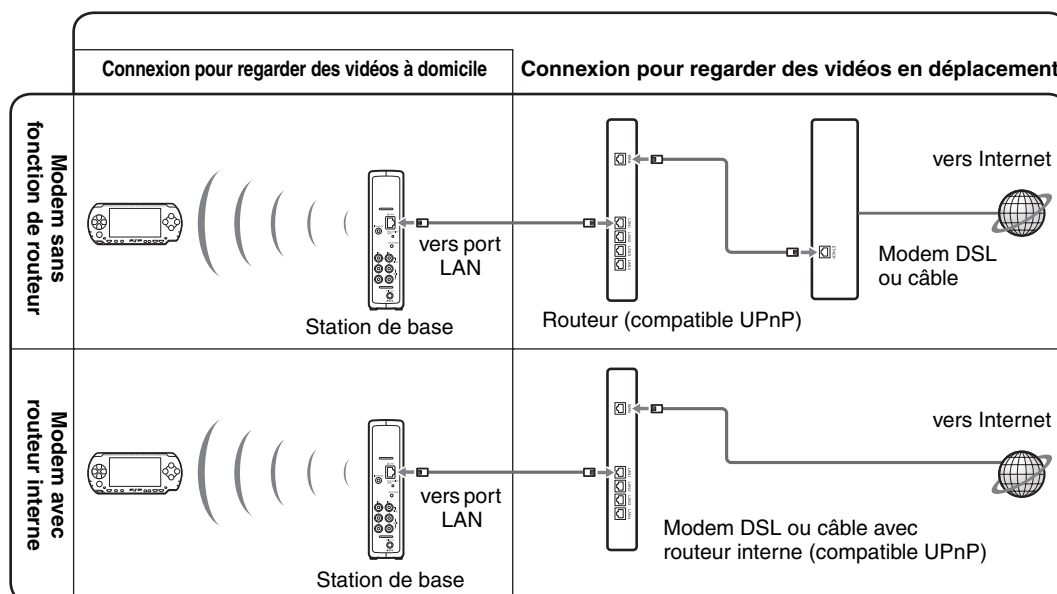 Connexion pour regarder des vidéos à domicile
Connexion pour regarder des vidéos en déplacement
Modem sans
fonction de routeur
vers port
LAN
Station de base
Routeur (compatible UPnP)
Modem DSL
ou câble
vers Internet
Modem avec
routeur interne
vers port
LAN
Station de base
Modem DSL ou câble avec
routeur interne (compatible UPnP)
vers Internet